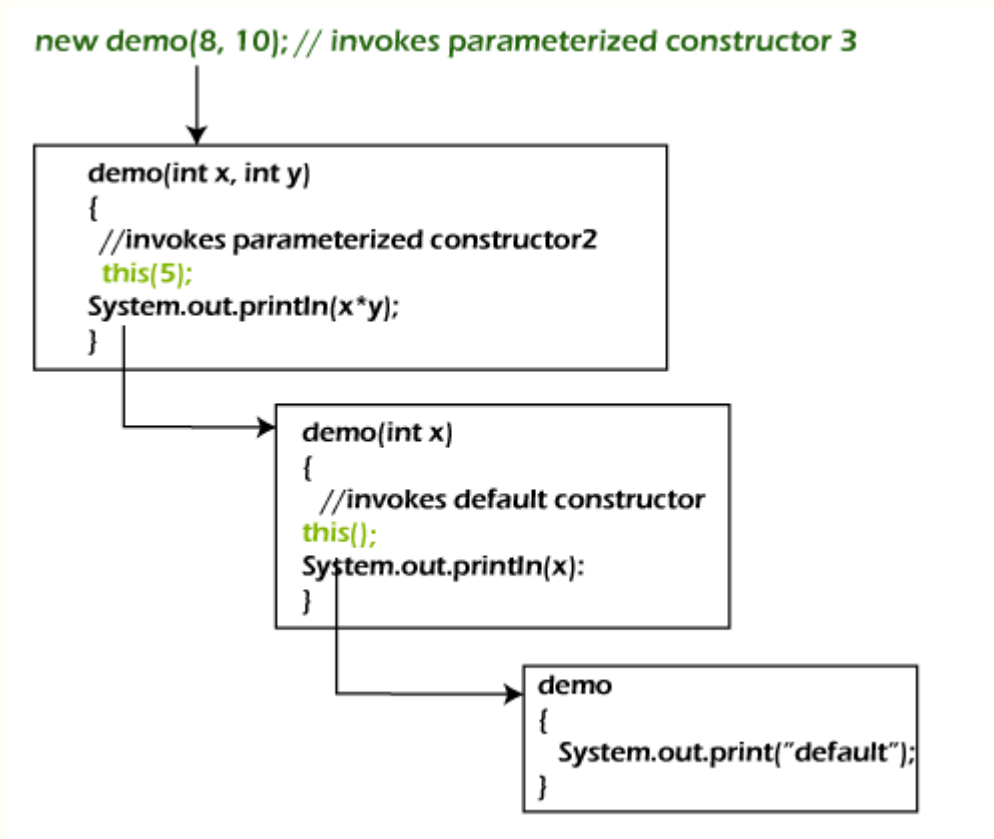 new demo(8, 10); // invokes parameterized constructor 3
demo(int x, int y)
{
//invokes parameterized constructor2
this(5);
System.out.println(x*y);
}
demo(int x)
{
//invokes default constructor
this();
System.out.println(x):
}
demo
{
System.out.print("default");
}